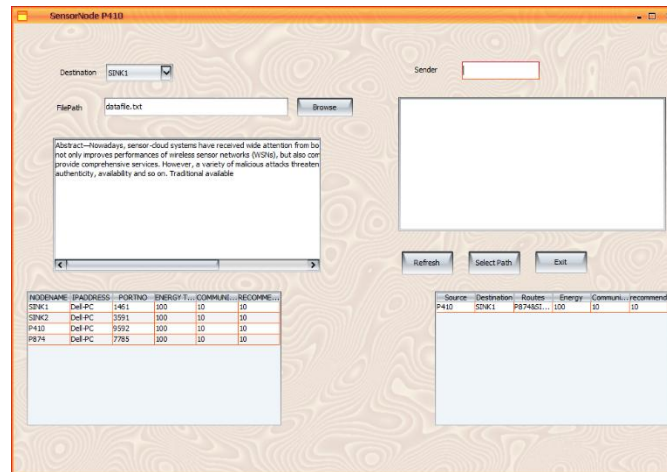 SensorNode P410
Destination SINK1
Sender
FilePath datafile.txt Browse
Abstract—Nowadays, sensor-cloud systems have received wide attention from bo
not only improves performances of wireless sensor networks (WSNs), but also com
provide comprehensive services. However, a variety of malicious attacks threaten
authenticity, availability and so on. Traditional available
Refresh Select Path Exit
NODENAME IPADDRESS PORTNO ENERGY T... COMMUNI... RECOMME...
SINK1 Dell-PC 1461 100 10 10
SINK2 Dell-PC 3591 100 10 10
P410 Dell-PC 9592 100 10 10
P874 Dell-PC 7785 100 10 10
Source Destination Routes Energy Communi... recommend
P410 SINK1 P874&SI... 100 10 10